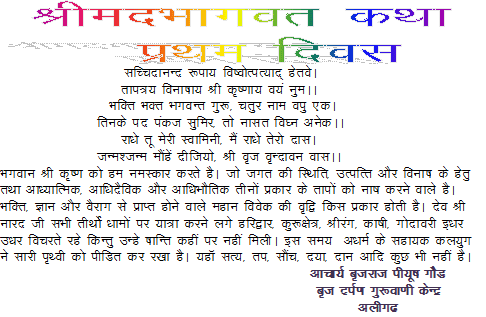 श्रीमदभागवत कथा
प्रथम दिवस
सच्चिदानन्द रूपाय विष्वोत्पत्याद् हेतवे।
तापत्रय विनाषाय श्री कृष्णाय वयं नुम।।
भक्ति भक्त भगवन्त गुरू, चतुर नाम वपु एक।
तिनके पद पंकज सुमिर, तो नासत विघ्न अनेक।।
राधे तू मेरी स्वामिनी, मैं राधे तेरो दास।
जन्मश्जन्म मौंहें दीजियो, श्री वृज वृन्दावन वास।।
भगवान श्री कृष्ण को हम नमस्कार करते है। जो जगत की स्थिति, उत्पत्ति और विनाष के हेतु
तथा आध्यात्मिक, आधिदैविक और आधिभौतिक तीनों प्रकार के तापों को नाष करने वाले है।
भक्ति, ज्ञान और वैराग से प्राप्त होने वाले महान विवेक की वृद्वि किस प्रकार होती है। देव श्री
नारद जी सभी तीर्थो धामों पर यात्रा करने लगे हरिद्वार, कुरूक्षेत्र, श्रीरंग, काषी, गोदावरी इधर
उधर विचरते रहे किन्तु उन्हे षान्ति कहीं पर नहीं मिली। इस समय अधर्म के सहायक कलयुग
ने सारी पृथ्वी को पीडित कर रखा है। यहॉ सत्य, तप, सौंच, दया, दान आदि कुछ भी नहीं है।
आचार्य बृजराज पीयूष गौड
बृज दर्पण गुरूवाणी केन्द्र
अलीगढ़